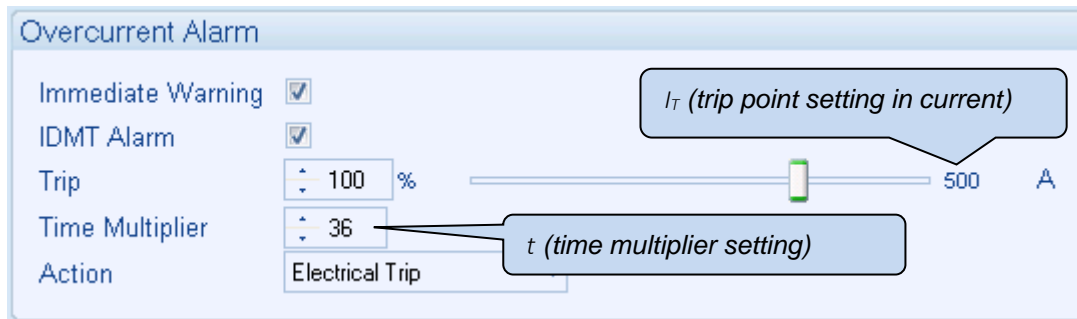 Overcurrent Alarm
Immediate Warning
I_T (trip point setting in current)
IDMT Alarm
Trip 100 % 500 A
Time Multiplier 36
t (time multiplier setting)
Action Electrical Trip